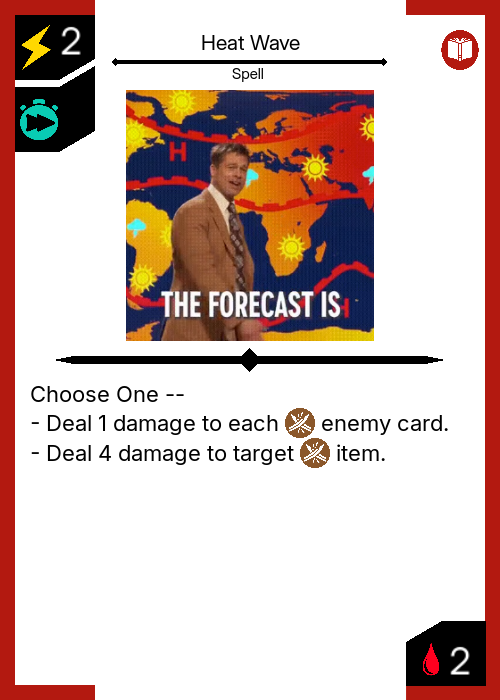 2
Heat Wave
Spell
H
THE FORECAST IS
Choose One --
- Deal 1 damage to each enemy card.
- Deal 4 damage to target item.
2